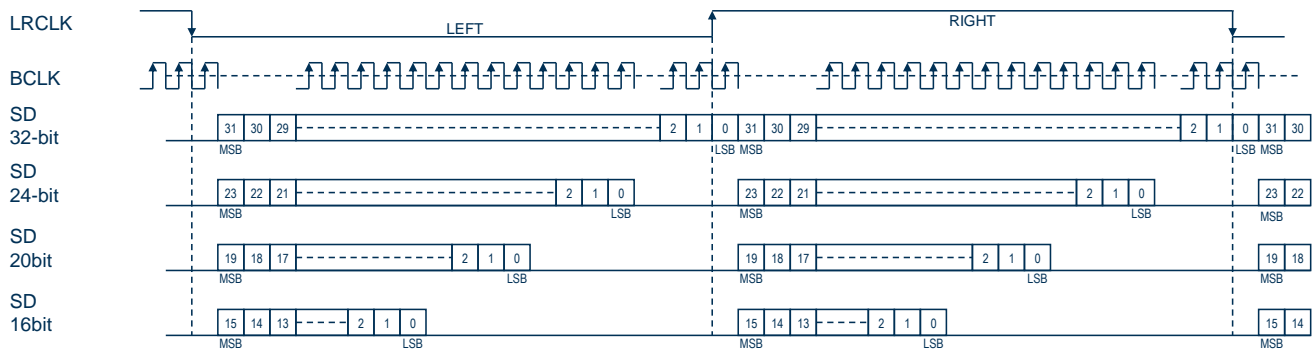 RIGHT
LRCLK
LEFT
BCLK
SD
32-bit
31 30 29 2 1 0 31 30 29 2 1 0 31 30
MSB LSB MSB LSB MSB
SD
24-bit
23 22 21 2 1 0 23 22 21 2 1 0 23 22
MSB LSB MSB LSB MSB
SD
20bit
19 18 17 2 1 0 19 18 17 2 1 0 19 18
MSB LSB MSB LSB MSB
SD
16bit
15 14 13 2 1 0 15 14 13 2 1 0 15 14
MSB LSB MSB LSB MSB